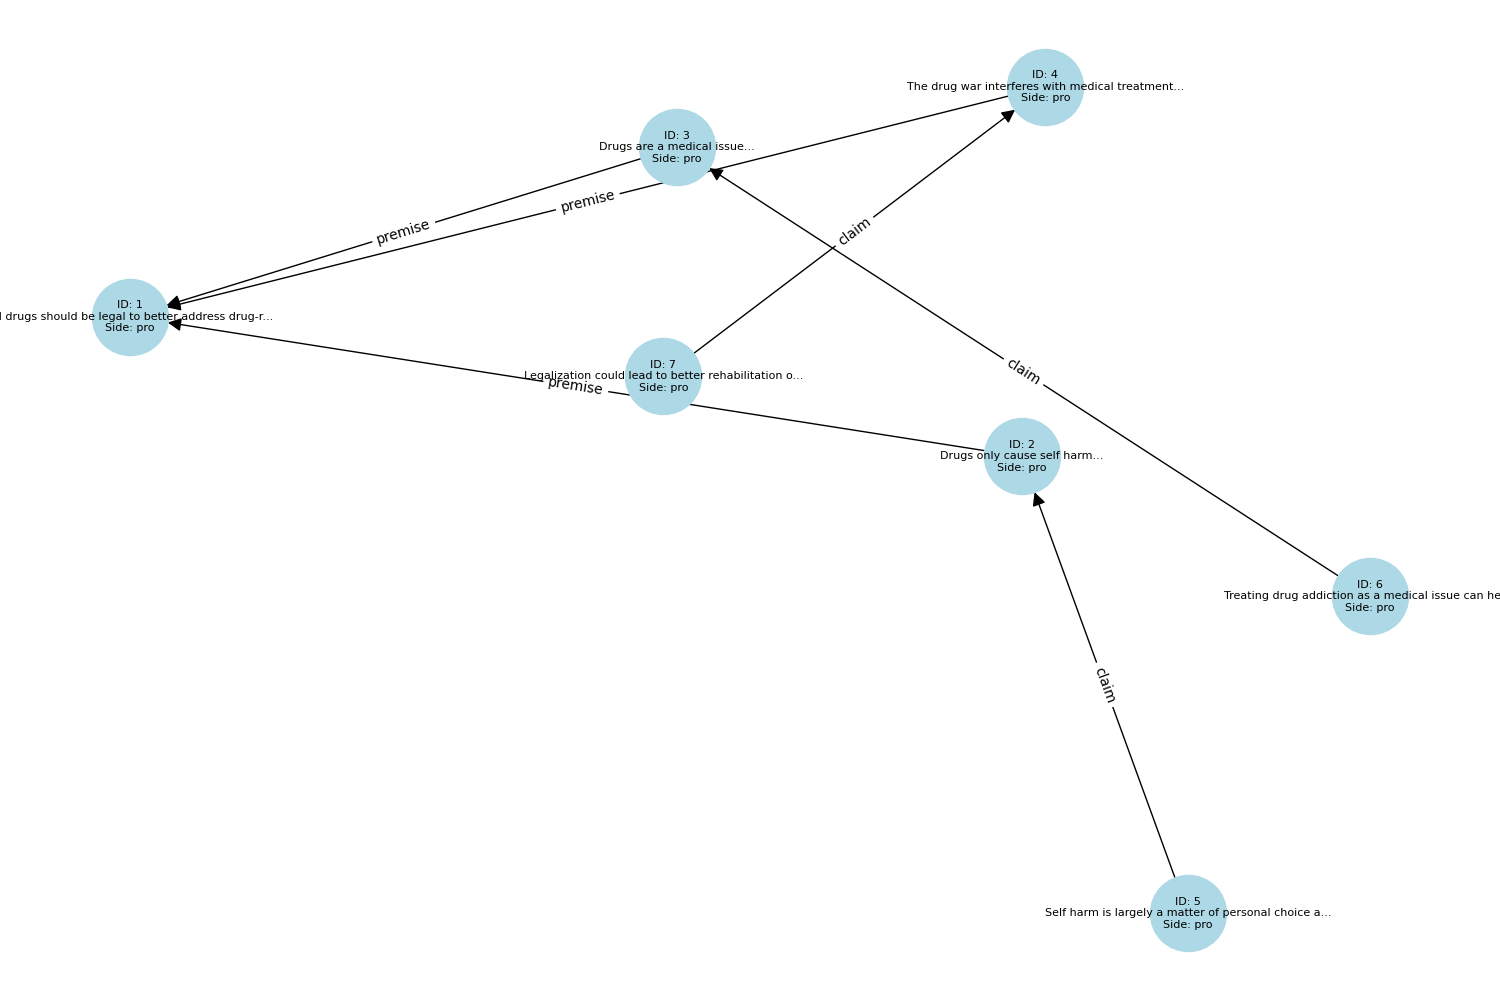 ID: 4
The drug war interferes with medical treatment...
Side: pro
ID: 3
Drugs are a medical issue...
Side: pro
premise
premise
claim
ID: 1
drugs should be legal to better address drug-r...
Side: pro
ID: 7
Legalization could lead to better rehabilitation o...
Side: pro
premise
claim
ID: 2
Drugs only cause self harm...
Side: pro
ID: 6
Treating drug addiction as a medical issue can he
Side: pro
claim
ID: 5
Self harm is largely a matter of personal choice a...
Side: pro